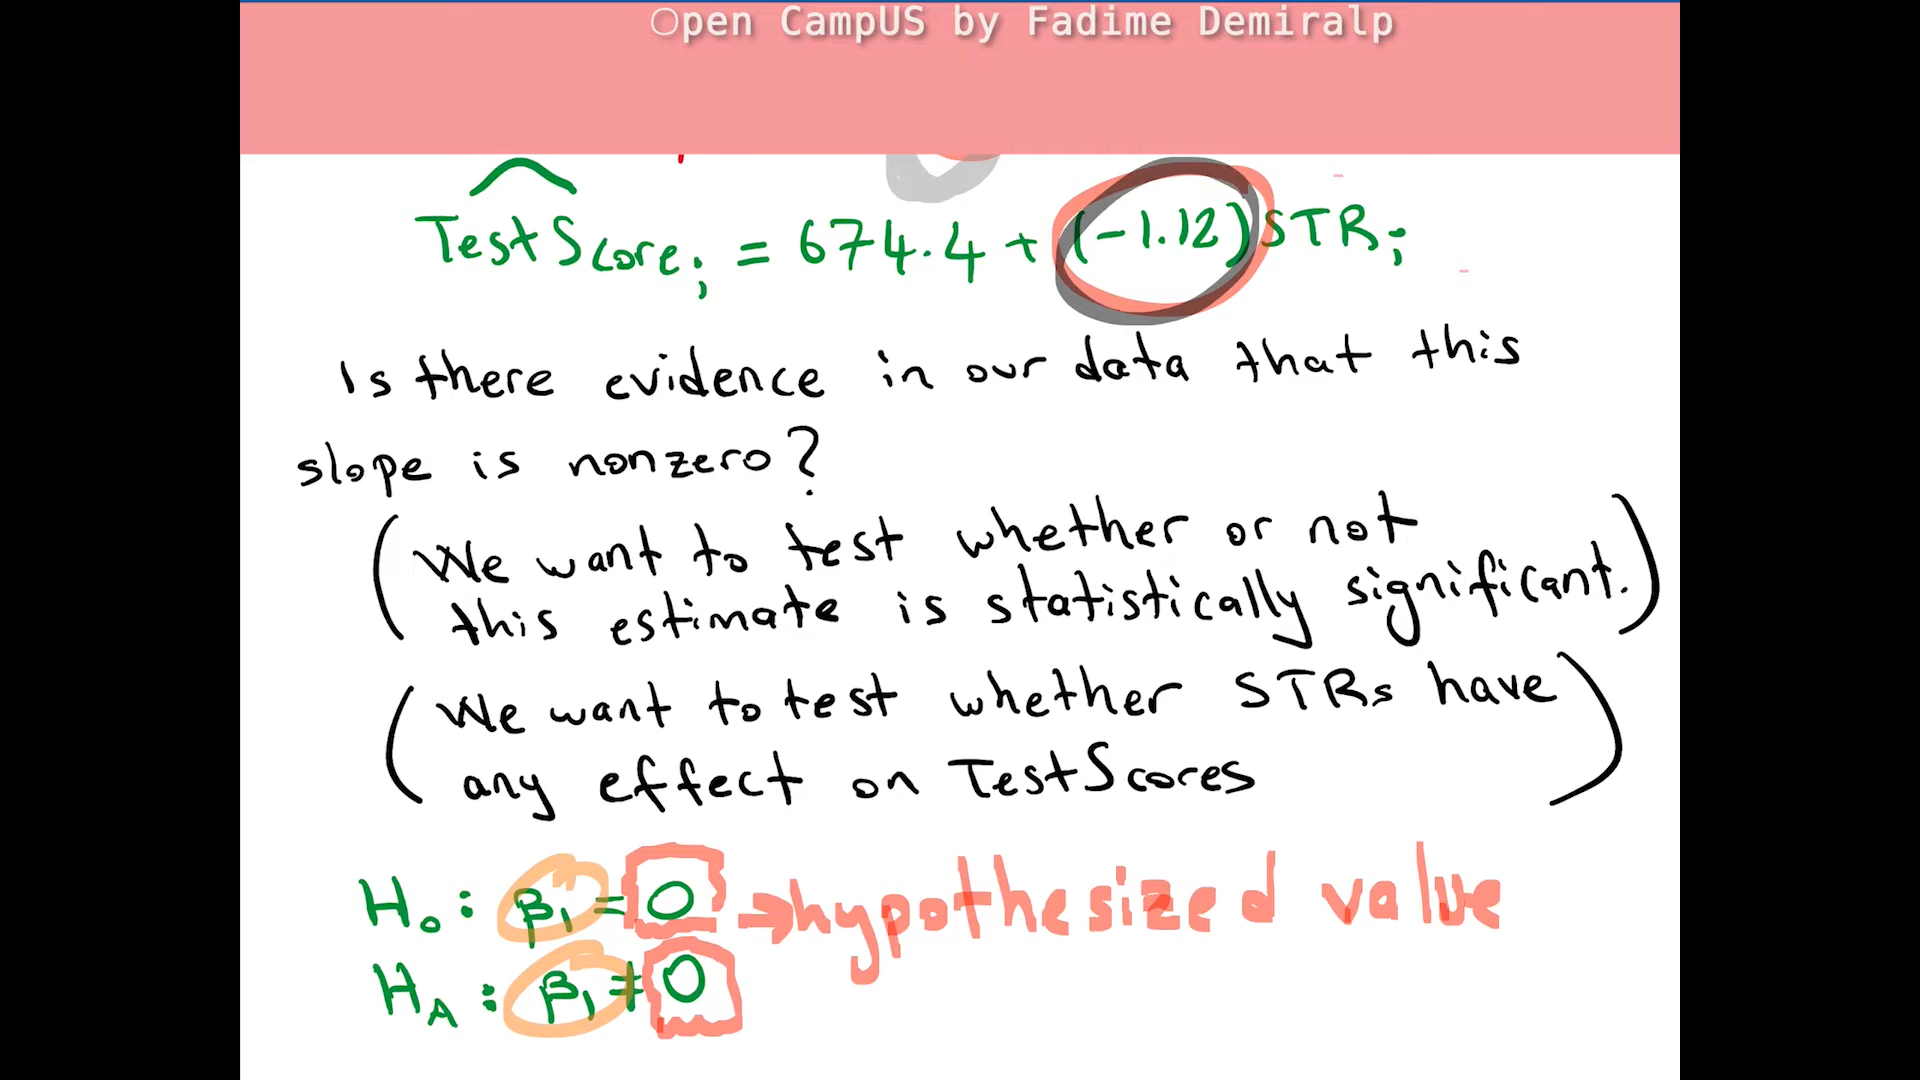 Open CampUS by Fadime Demiralp
TestScoreᵢ = 674.4 + (-1.12)STRᵢ
Is there evidence in our data that this
slope is nonzero?
(We want to test whether or not
this estimate is statistically significant.)
(We want to test whether STRs have
any effect on TestScores)
H₀: β₁ = 0 → hypothesized value
H_A: β₁ ≠ 0